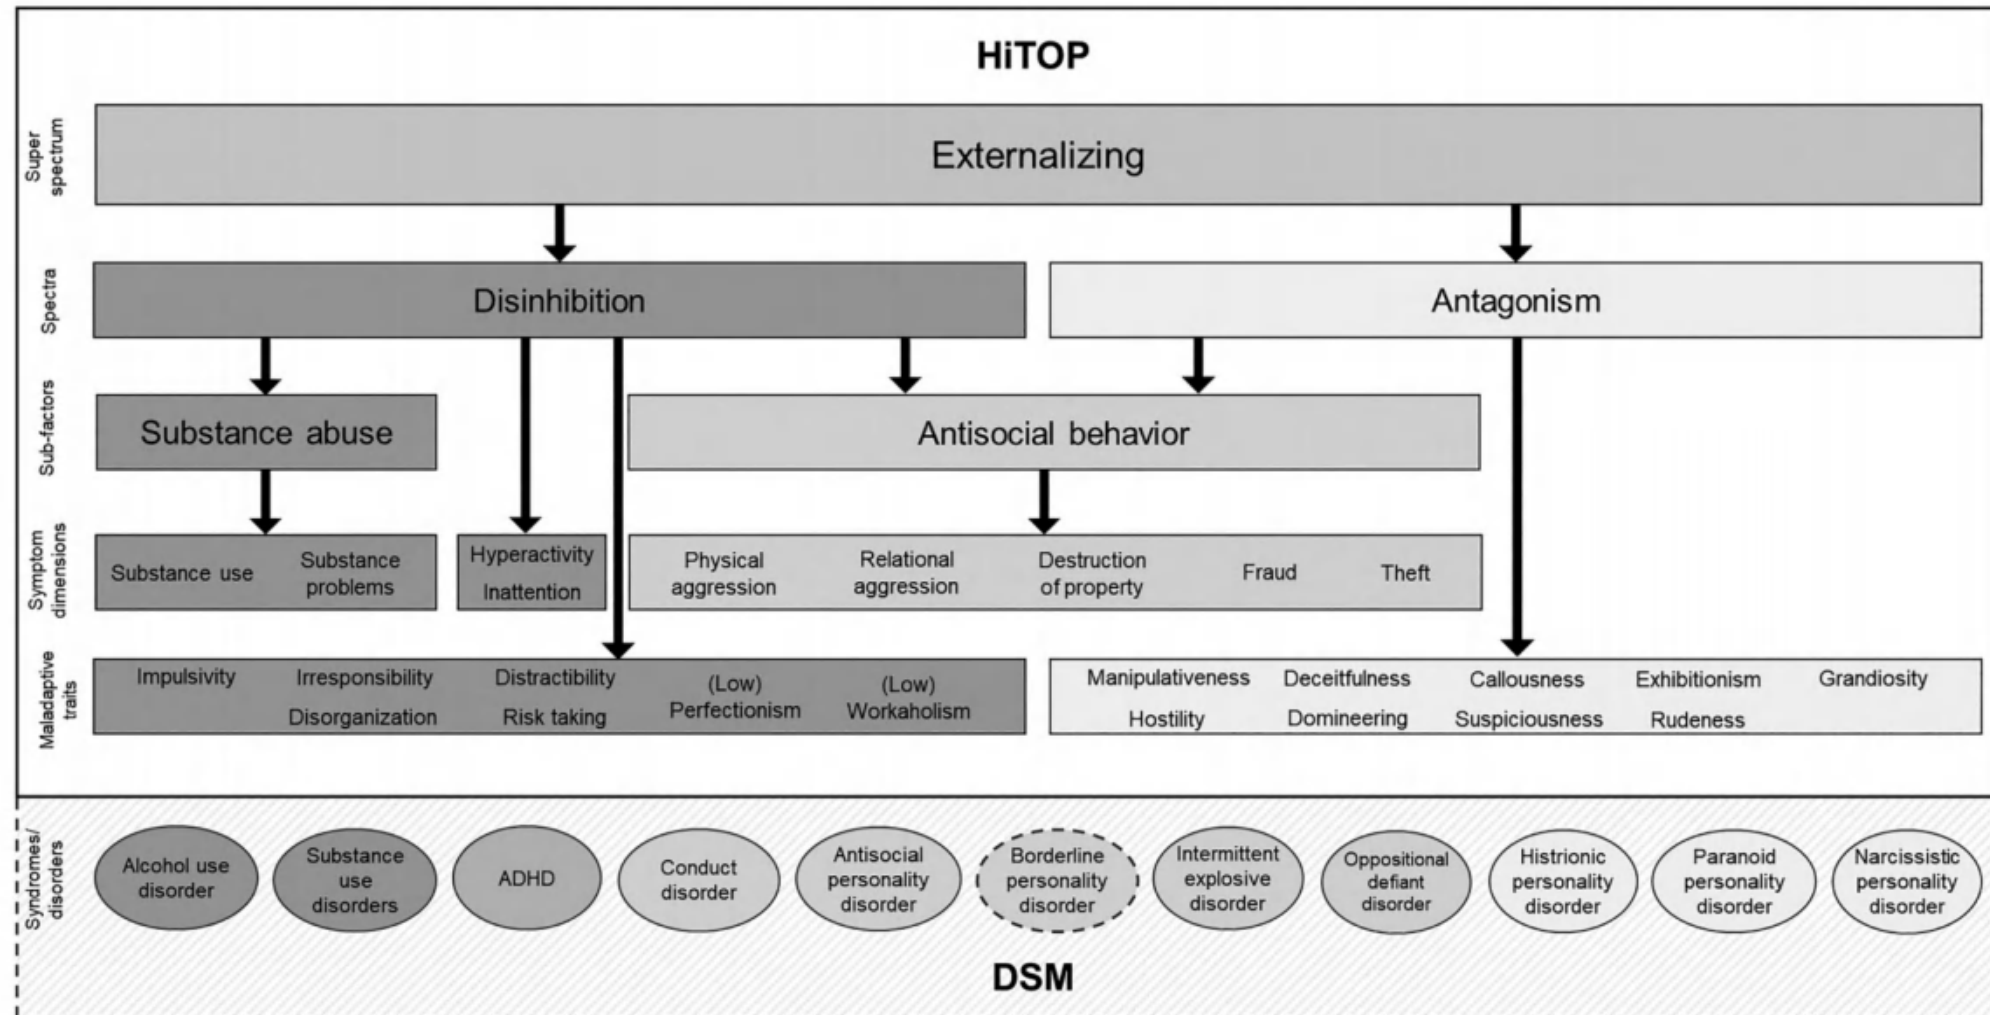 HiTOP
Super
spectrum
Externalizing
Spectra
Disinhibition
Antagonism
Sub-factors
Substance abuse
Antisocial behavior
Symptom
dimensions
Substance use
Substance
problems
Hyperactivity
Inattention
Physical
aggression
Relational
aggression
Destruction
of property
Fraud
Theft
Maladaptive
traits
Impulsivity
Irresponsibility
Disorganization
Distractibility
Risk taking
(Low)
Perfectionism
(Low)
Workaholism
Manipulativeness
Hostility
Deceitfulness
Domineering
Callousness
Suspiciousness
Exhibitionism
Rudeness
Grandiosity
Syndromes/
disorders
Alcohol use
disorder
Substance
use
disorders
ADHD
Conduct
disorder
Antisocial
personality
disorder
Borderline
personality
disorder
Intermittent
explosive
disorder
Oppositional
defiant
disorder
Histrionic
personality
disorder
Paranoid
personality
disorder
Narcissistic
personality
disorder
DSM